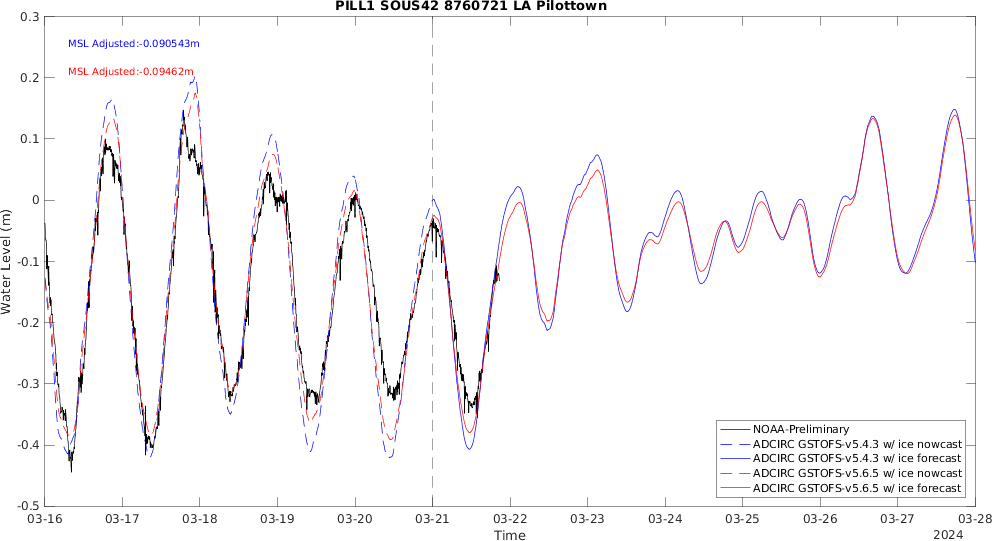 PILL1 SOUS42 8760721 LA Pilottown
MSL Adjusted:-0.090543m
MSL Adjusted:-0.09462m
Water Level (m)
0.3
0.2
0.1
0
-0.1
-0.2
-0.3
-0.4
-0.5
NOAA-Preliminary
ADCIRC GSTOFS-v5.4.3 w/ ice nowcast
ADCIRC GSTOFS-v5.4.3 w/ ice forecast
ADCIRC GSTOFS-v5.6.5 w/ ice nowcast
ADCIRC GSTOFS-v5.6.5 w/ ice forecast
03-16 03-17 03-18 03-19 03-20 03-21 03-22 03-23 03-24 03-25 03-26 03-27 03-28
Time
2024